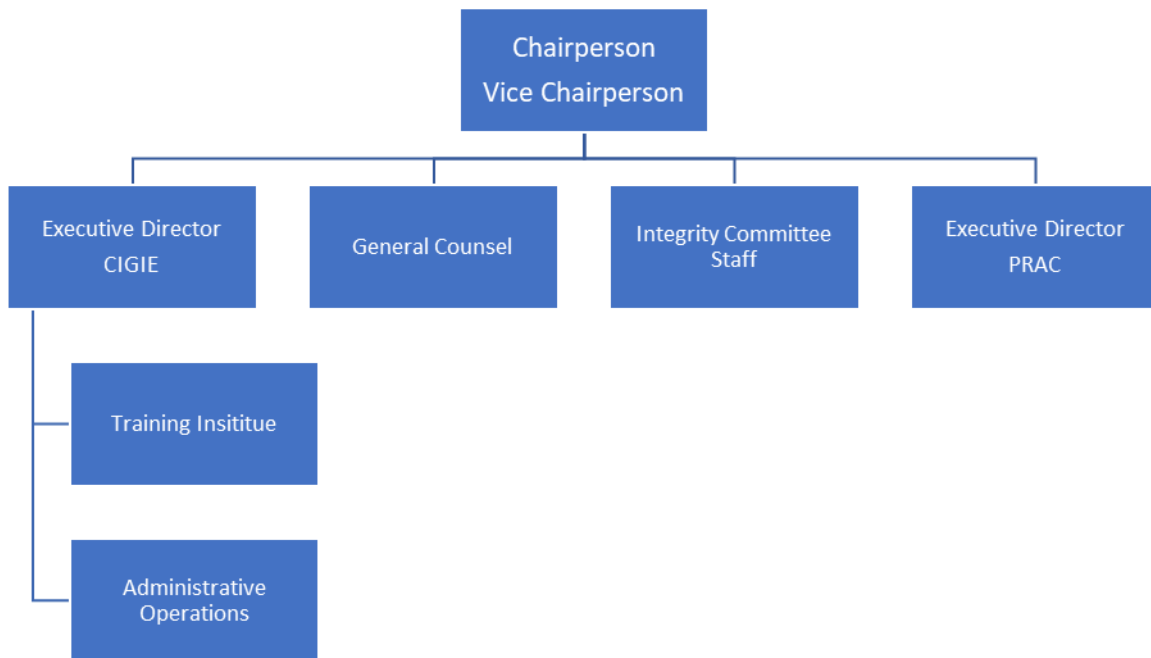 Chairperson
Vice Chairperson
Executive Director
CIGIE
General Counsel
Integrity Committee
Staff
Executive Director
PRAC
Training Insititue
Administrative
Operations